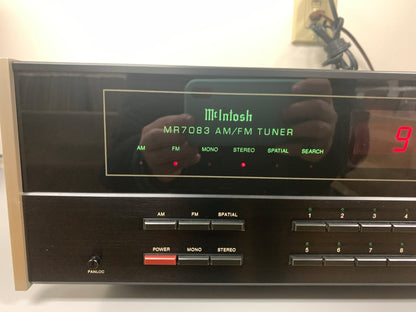 McIntosh
MR7083 AM/FM TUNER
9
AM FM MONO STEREO SPATIAL SEARCH
AM FM SPATIAL 1 2 3 4
POWER MONO STEREO 5 6 7 8
PANLOC